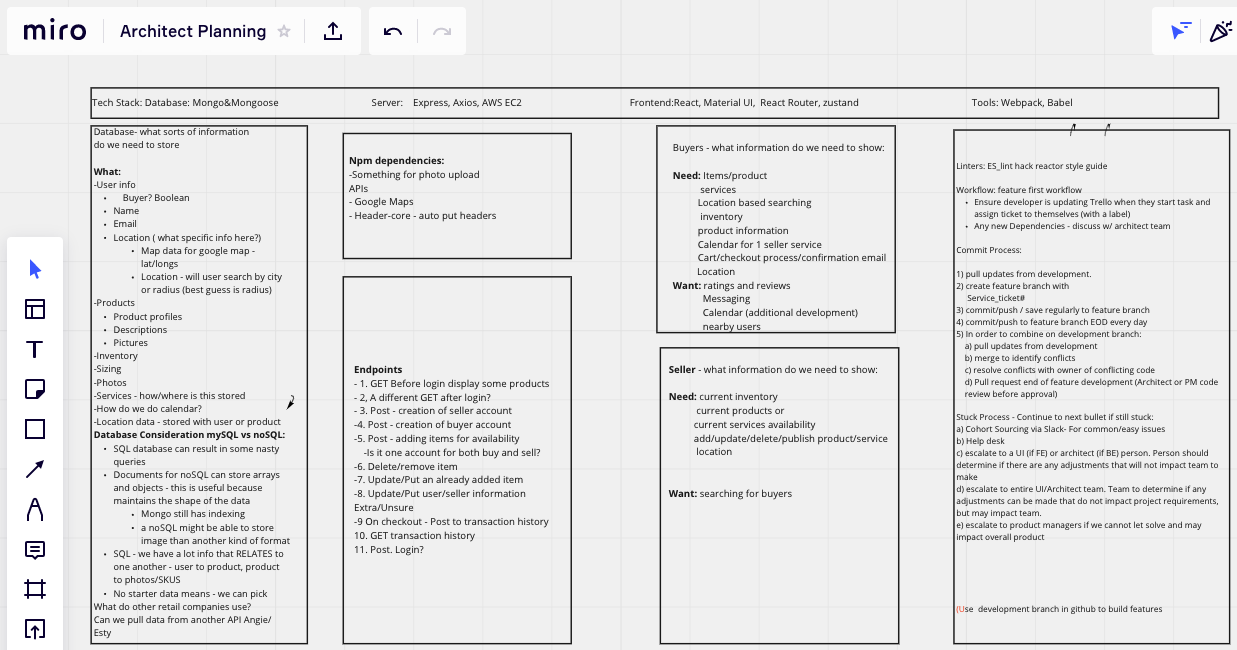 miro
Architect Planning
Tech Stack: Database: Mongo&Mongoose
Server: Express, Axios, AWS EC2
Frontend:React, Material UI, React Router, zustand
Tools: Webpack, Babel
Database- what sorts of information
do we need to store
What:
-User info
• Buyer? Boolean
• Name
• Email
• Location ( what specific info here?)
• Map data for google map -
lat/longs
• Location - will user search by city
or radius (best guess is radius)
-Products
• Product profiles
• Descriptions
• Pictures
-Inventory
-Sizing
-Photos
-Services - how/where is this stored
-How do we do calendar?
-Location data - stored with user or product
Database Consideration mySQL vs noSQL:
• SQL database can result in some nasty
queries
• Documents for noSQL can store arrays
and objects - this is useful because
maintains the shape of the data
• Mongo still has indexing
• a noSQL might be able to store
image than another kind of format
• SQL - we have a lot info that RELATES to
one another - user to product, product
to photos/SKUS
• No starter data means - we can pick
What do other retail companies use?
Can we pull data from another API Angie/
Esty
Npm dependencies:
-Something for photo upload
APIs
- Google Maps
- Header-core - auto put headers
Endpoints
- 1. GET Before login display some products
- 2, A different GET after login?
- 3. Post - creation of seller account
-4. Post - creation of buyer account
-5. Post - adding items for availability
-Is it one account for both buy and sell?
-6. Delete/remove item
-7. Update/Put an already added item
-8. Update/Put user/seller information
Extra/Unsure
-9 On checkout - Post to transaction history
10. GET transaction history
11. Post. Login?
Buyers - what information do we need to show:
Need: Items/product
services
Location based searching
inventory
product information
Calendar for 1 seller service
Cart/checkout process/confirmation email
Location
Want: ratings and reviews
Messaging
Calendar (additional development)
nearby users
Seller - what information do we need to show:
Need: current inventory
current products or
current services availability
add/update/delete/publish product/service
location
Want: searching for buyers
Linters: ES_lint hack reactor style guide
Workflow: feature first workflow
• Ensure developer is updating Trello when they start task and
assign ticket to themselves (with a label)
• Any new Dependencies - discuss w/ architect team
Commit Process:
1) pull updates from development.
2) create feature branch with
Service_ticket#
3) commit/push / save regularly to feature branch
4) commit/push to feature branch EOD every day
5) In order to combine on development branch:
a) pull updates from development
b) merge to identify conflicts
c) resolve conflicts with owner of conflicting code
d) Pull request end of feature development (Architect or PM code
review before approval)
Stuck Process - Continue to next bullet if still stuck:
a) Cohort Sourcing via Slack- For common/easy issues
b) Help desk
c) escalate to a UI (if FE) or architect (if BE) person. Person should
determine if there are any adjustments that will not impact team to
make
d) escalate to entire UI/Architect team. Team to determine if any
adjustments can be made that do not impact project requirements,
but may impact team.
e) escalate to product managers if we cannot let solve and may
impact overall product
(Use development branch in github to build features